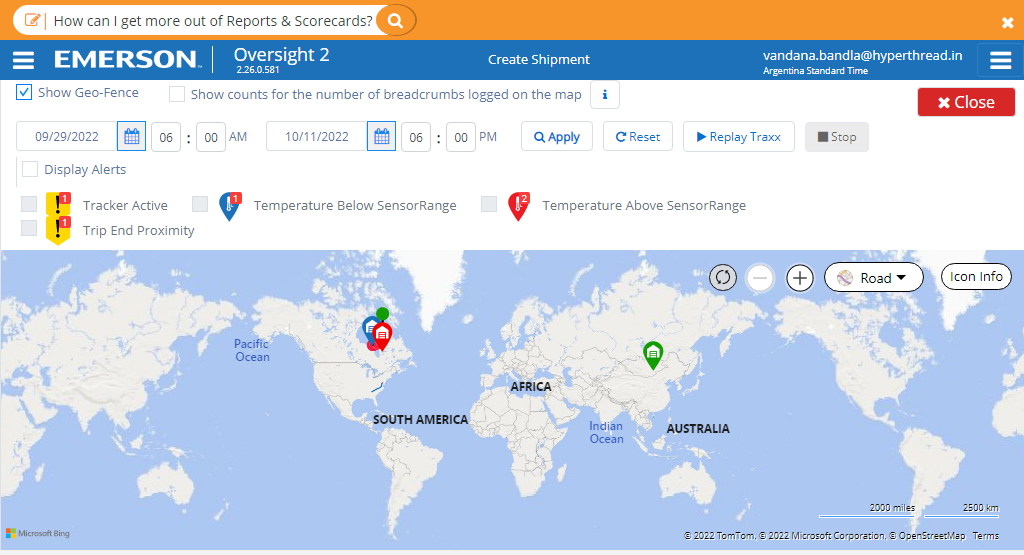 How can I get more out of Reports & Scorecards?
EMERSON™
Oversight 2
2.26.0.581
Create Shipment
vandana.bandla@hyperthread.in
Argentina Standard Time
Show Geo-Fence
Show counts for the number of breadcrumbs logged on the map
i
Close
09/29/2022 06 : 00 AM 10/11/2022 06 : 00 PM Apply Reset Replay Traxx Stop
Display Alerts
1 Tracker Active 1 Temperature Below SensorRange 2 Temperature Above SensorRange
1 Trip End Proximity
Road
Icon Info
Pacific
Ocean
AFRICA
SOUTH AMERICA
Indian
Ocean
AUSTRALIA
2000 miles 2500 km
Microsoft Bing
© 2022 TomTom, © 2022 Microsoft Corporation, © OpenStreetMap Terms